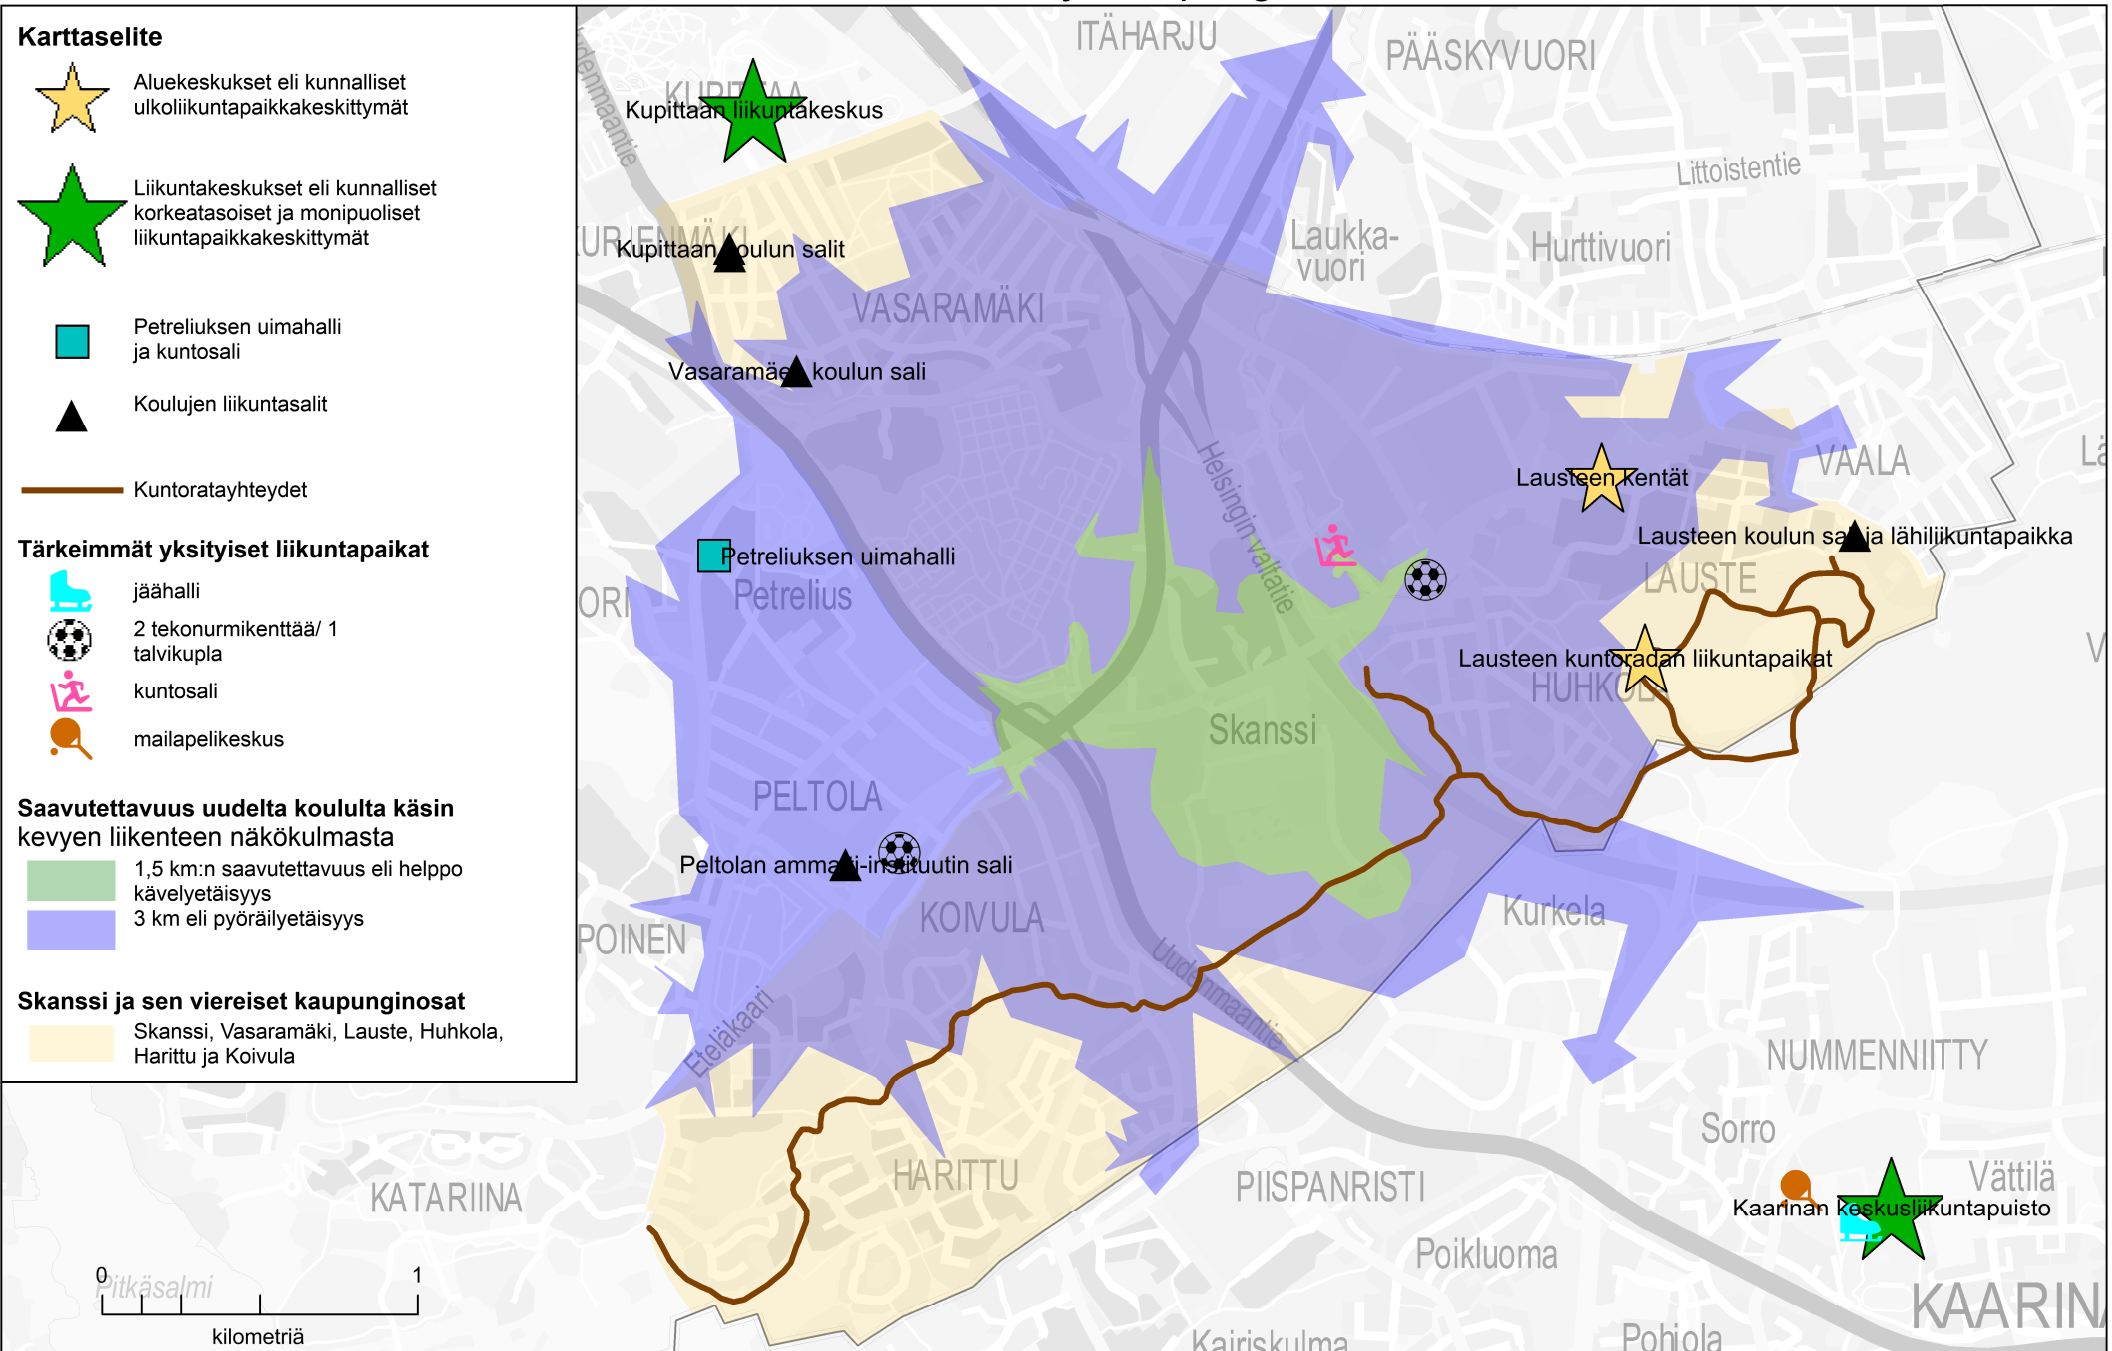 Karttaselite
Aluekeskukset eli kunnalliset
ulkoliikuntapaikkakeskittymät
Liikuntakeskukset eli kunnalliset
korkeatasoiset ja monipuoliset
liikuntapaikkakeskittymät
Petreliuksen uimahalli
ja kuntosali
Koulujen liikuntasalit
Kuntoratayhteydet
Tärkeimmät yksityiset liikuntapaikat
jäähalli
2 tekonurmikenttää/ 1
talvikupla
kuntosali
mailapelikeskus
Saavutettavuus uudelta koululta käsin
kevyen liikenteen näkökulmasta
1,5 km:n saavutettavuus eli helppo
kävelyetäisyys
3 km eli pyöräilyetäisyys
Skanssi ja sen viereiset kaupunginosat
Skanssi, Vasaramäki, Lauste, Huhkola,
Harittu ja Koivula
ITÄHARJU
PÄÄSKYVUORI
KUPITTAA
Kupittaan liikuntakeskus
Littoistentie
Laukka-
vuori
Hurttivuori
Kupittaan koulun salit
VASARAMÄKI
Vasaramäen koulun sali
Helsingin valtatie
Lausteen kentät
VAALA
Lausteen koulun sali ja lähiliikuntapaikka
LAUSTE
Petreliuksen uimahalli
Petrelius
Lausteen kuntoradan liikuntapaikat
HUHKOLA
Skanssi
PELTOLA
Peltolan ammatti-instituutin sali
KOIVULA
Kurkela
POINEN
Uudenmaantie
Eteläkaari
NUMMENNIITTY
Sorro
HARITTU
KATARIINA
PIISPANRISTI
Vättilä
Kaarinan keskusliikuntapuisto
Poikluoma
Pitkäsalmi
0 1
kilometriä
KAARINA
Kairiskulma
Pohjola